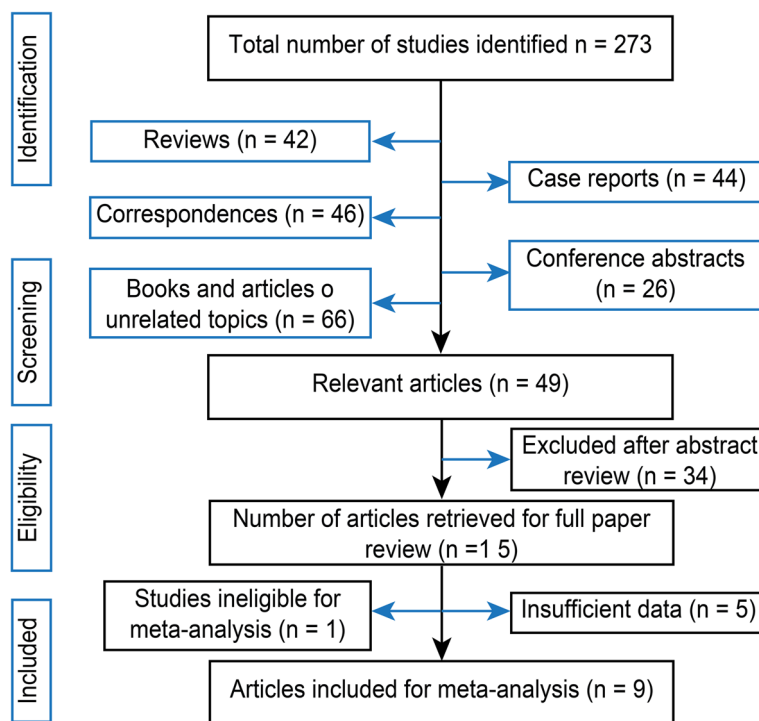 Identification
Total number of studies identified n = 273
Reviews (n = 42)
Case reports (n = 44)
Correspondences (n = 46)
Screening
Conference abstracts
(n = 26)
Books and articles o
unrelated topics (n = 66)
Relevant articles (n = 49)
Eligibility
Excluded after abstract
review (n = 34)
Number of articles retrieved for full paper
review (n =1 5)
Included
Studies ineligible for
meta-analysis (n = 1)
Insufficient data (n = 5)
Articles included for meta-analysis (n = 9)